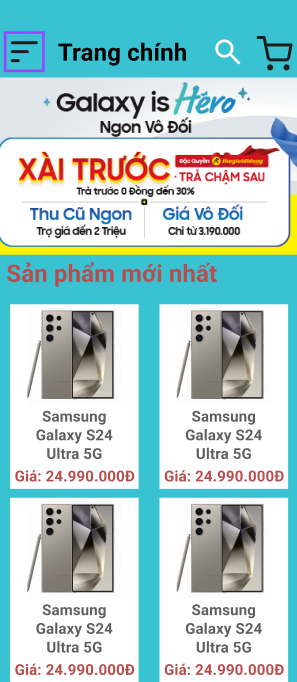 Trang chính
Galaxy is Hero
Ngon Vô Đối
XÀI TRƯỚC
Độc Quyền thegioididong
TRẢ CHẬM SAU
Trả trước 0 Đồng đến 30%
Thu Cũ Ngon
Giá Vô Đối
Trợ giá đến 2 Triệu
Chỉ từ 3.190.000
Sản phẩm mới nhất
Samsung
Galaxy S24
Ultra 5G
Giá: 24.990.000Đ
Samsung
Galaxy S24
Ultra 5G
Giá: 24.990.000Đ
Samsung
Galaxy S24
Ultra 5G
Giá: 24.990.000Đ
Samsung
Galaxy S24
Ultra 5G
Giá: 24.990.000Đ